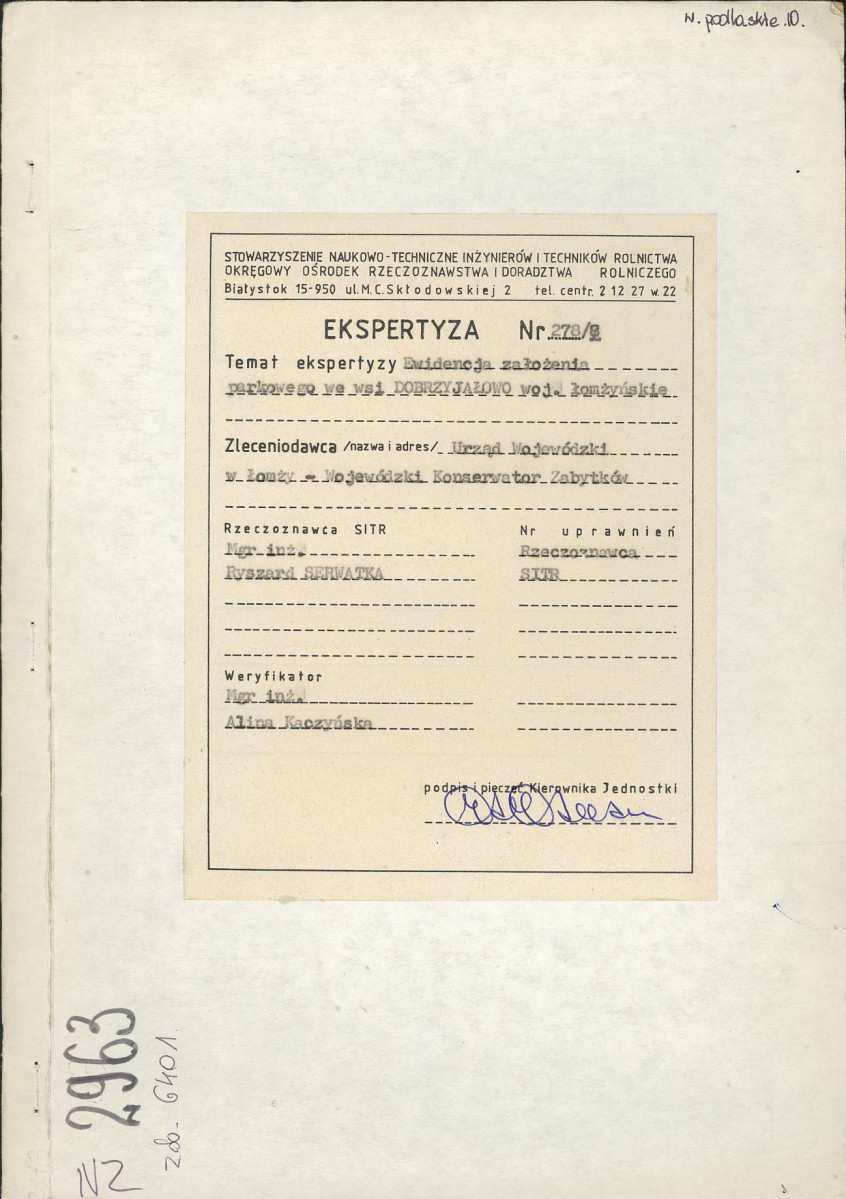 w. podlaskie ID.
STOWARZYSZENIE NAUKOWO-TECHNICZNE INŻYNIERÓW I TECHNIKÓW ROLNICTWA
OKRĘGOWY OŚRODEK RZECZOZNAWSTWA I DORADZTWA ROLNICZEGO
Białystok 15-950 ul. M.C. Skłodowskiej 2 tel. centr. 2 12 27 w. 22
EKSPERTYZA Nr 278/
Temat ekspertyzy Ewidencja założenia
parkowego we wsi DOBRZYJAŁOWO woj. łomżyńskie
Zleceniodawca /nazwa i adres/ Urząd Wojewódzki
w Łomży - Wojewódzki Konserwator Zabytków
Rzeczoznawca SITR
Nr uprawnień
Mgr inż.
Rzeczoznawca
Ryszard SERWATKA
SITR
Weryfikator
Mgr inż.
Alina Kaczyńska
podpis i pieczęć Kierownika Jednostki
NZ 2963
zdo. 6401